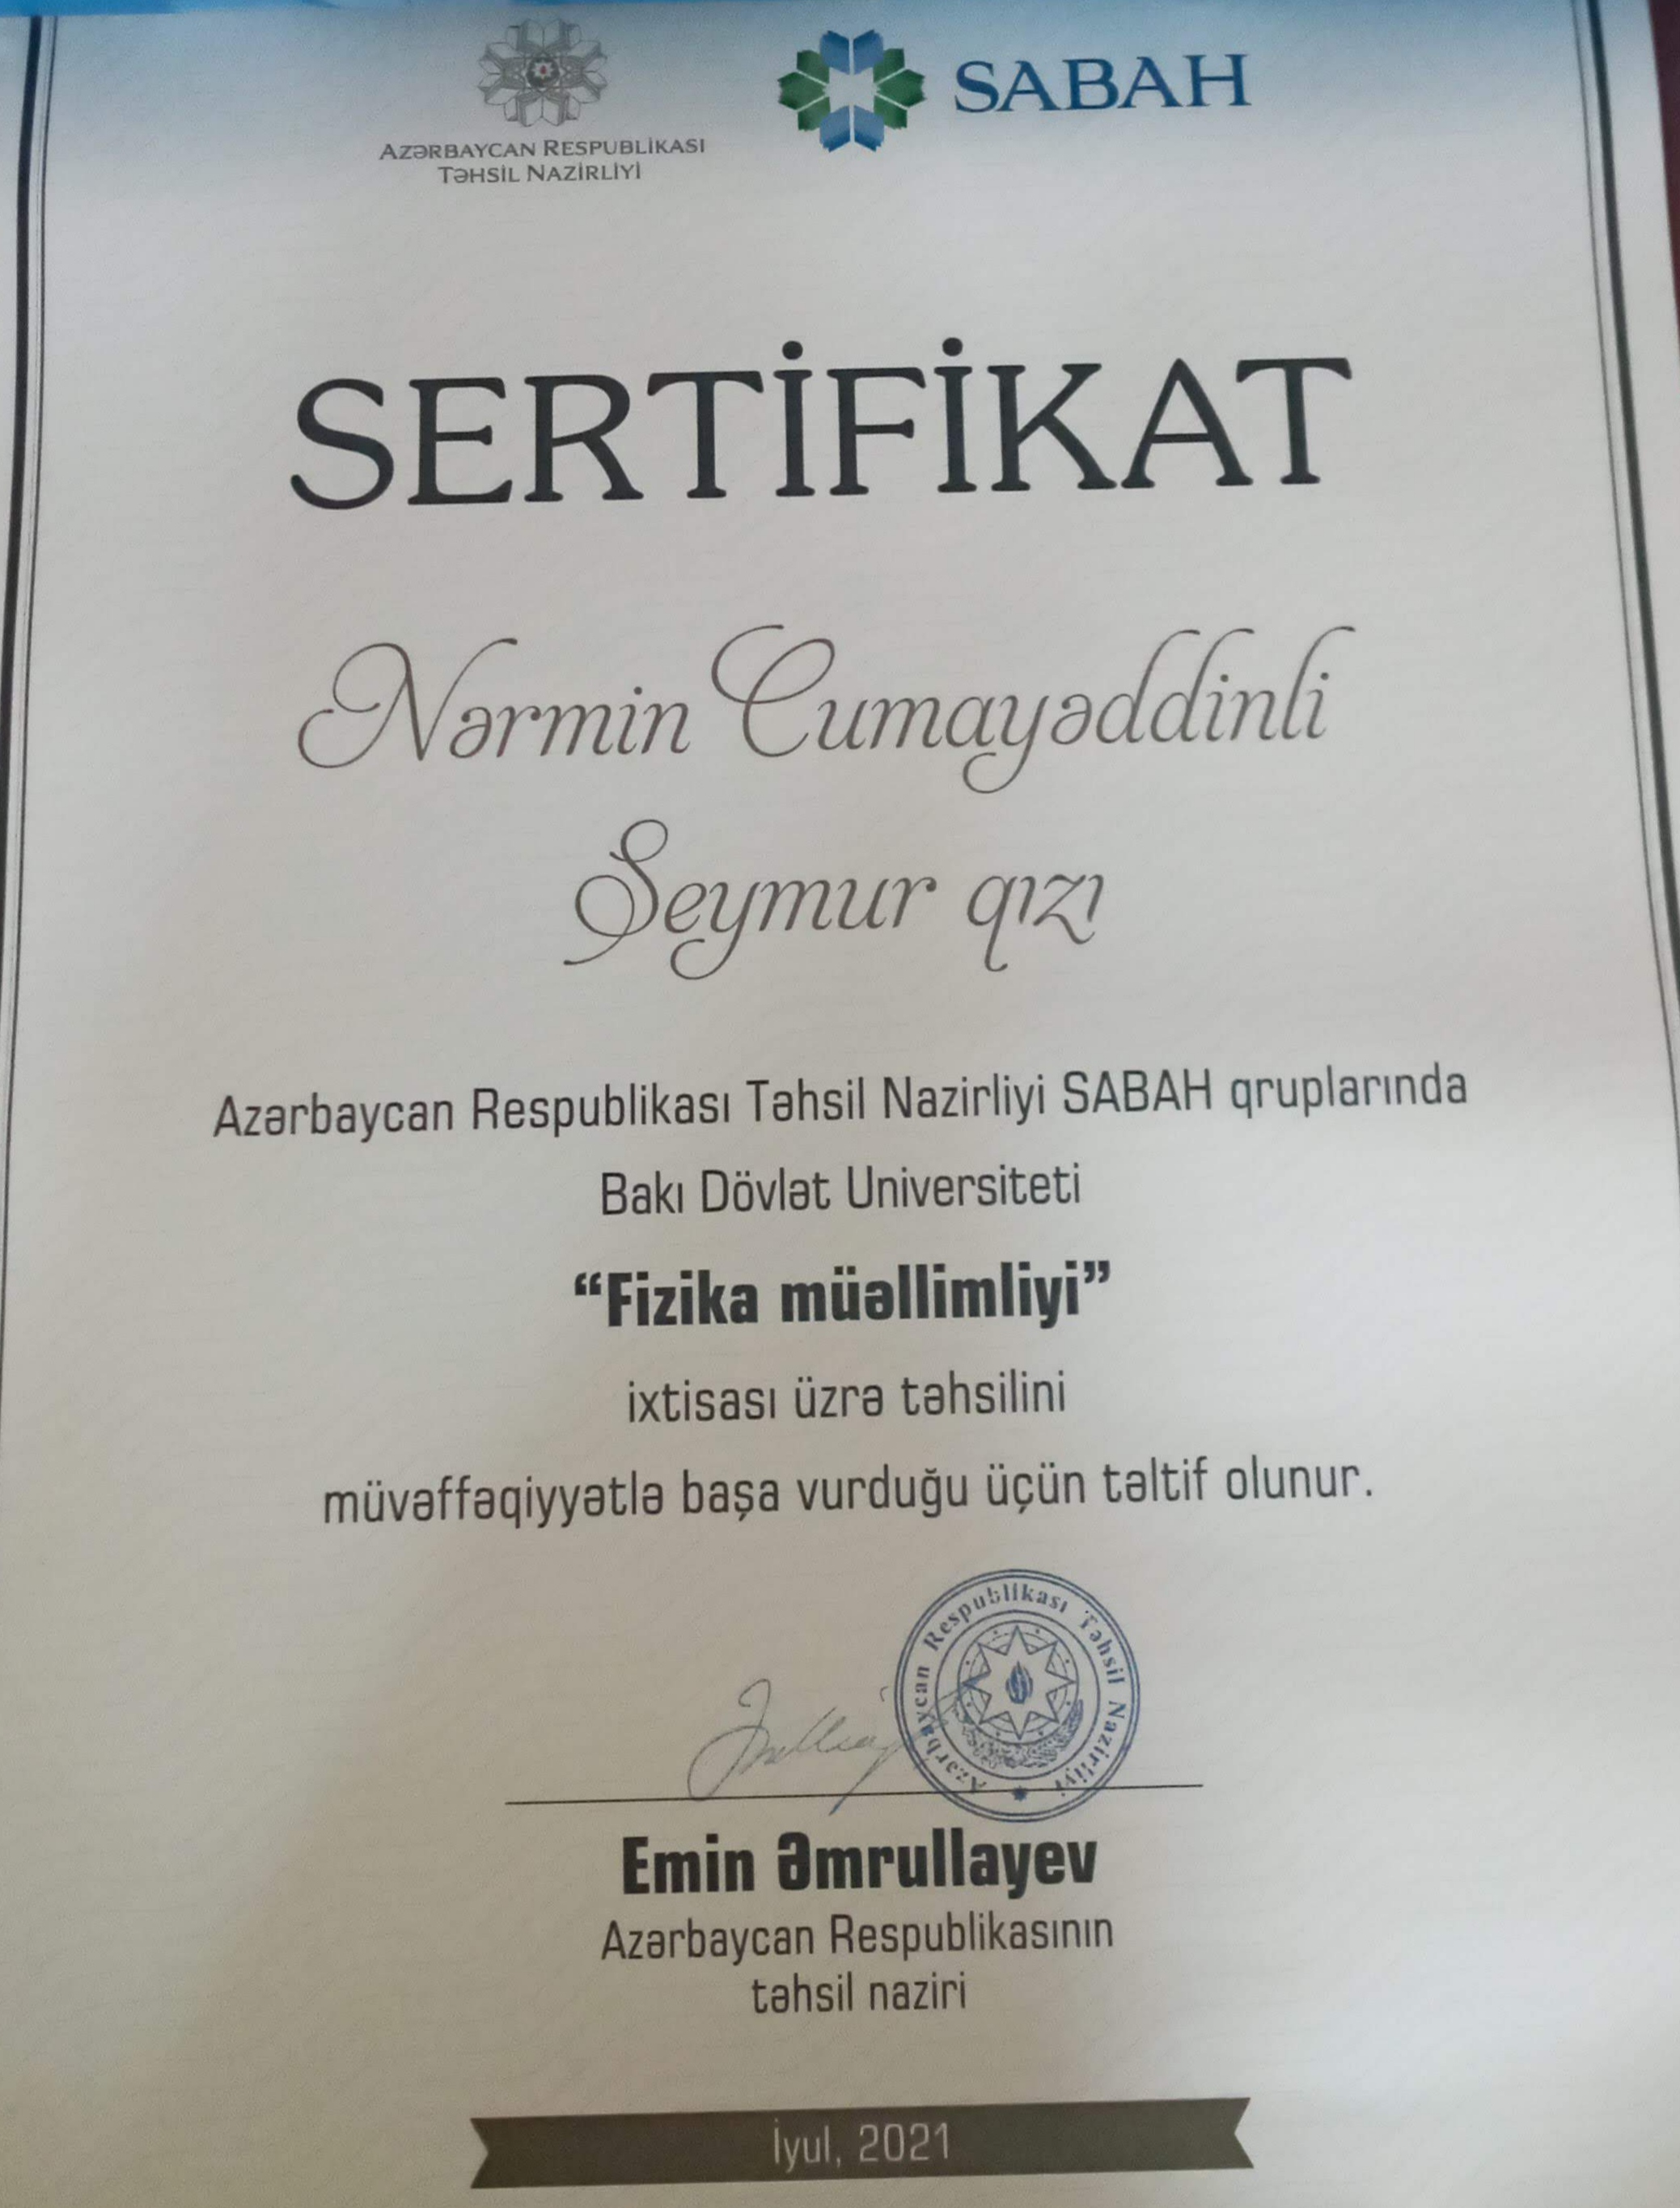 AZƏRBAYCAN RESPUBLİKASI
TƏHSİL NAZİRLİYİ
SABAH
SERTİFİKAT
Nərmin Cumayəddinli
Seymur qızı
Azərbaycan Respublikası Təhsil Nazirliyi SABAH qruplarında
Bakı Dövlət Universiteti
“Fizika müəllimliyi”
ixtisası üzrə təhsilini
müvəffəqiyyətlə başa vurduğu üçün təltif olunur.
Azərbaycan Respublikası Təhsil Nazirliyi
Emin Əmrullayev
Azərbaycan Respublikasının
təhsil naziri
İyul, 2021